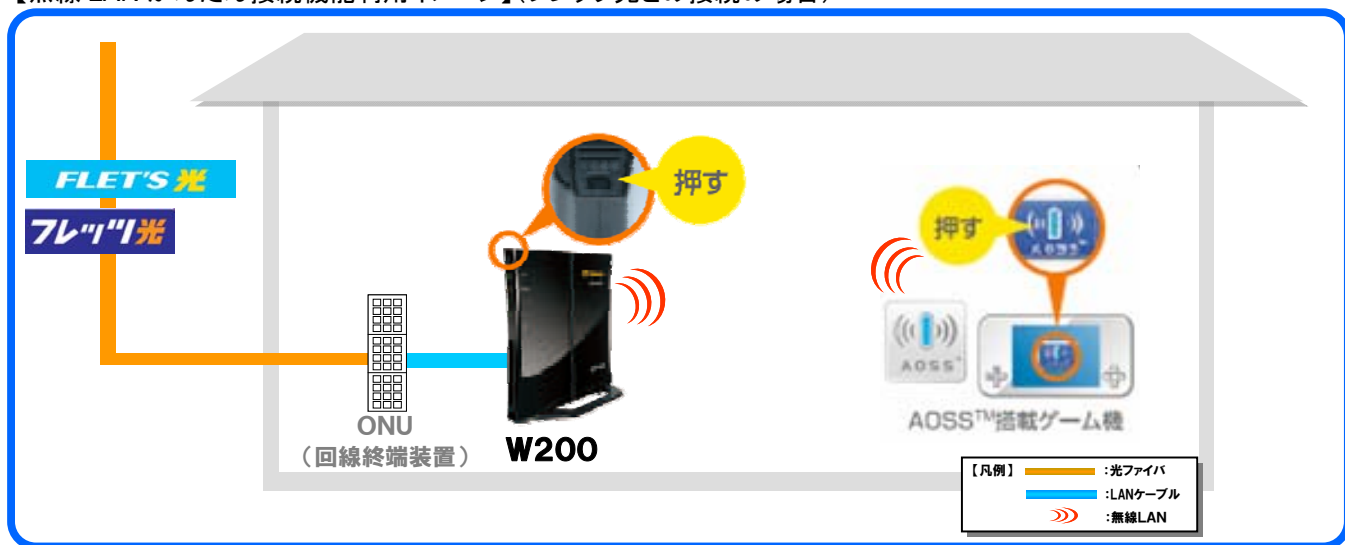 FLET'S 光
フレッツ光
押す
押す
AOSS™
AOSS™
AOSS™搭載ゲーム機
ONU
（回線終端装置）
W200
【凡例】
：光ファイバ
：LANケーブル
：無線LAN